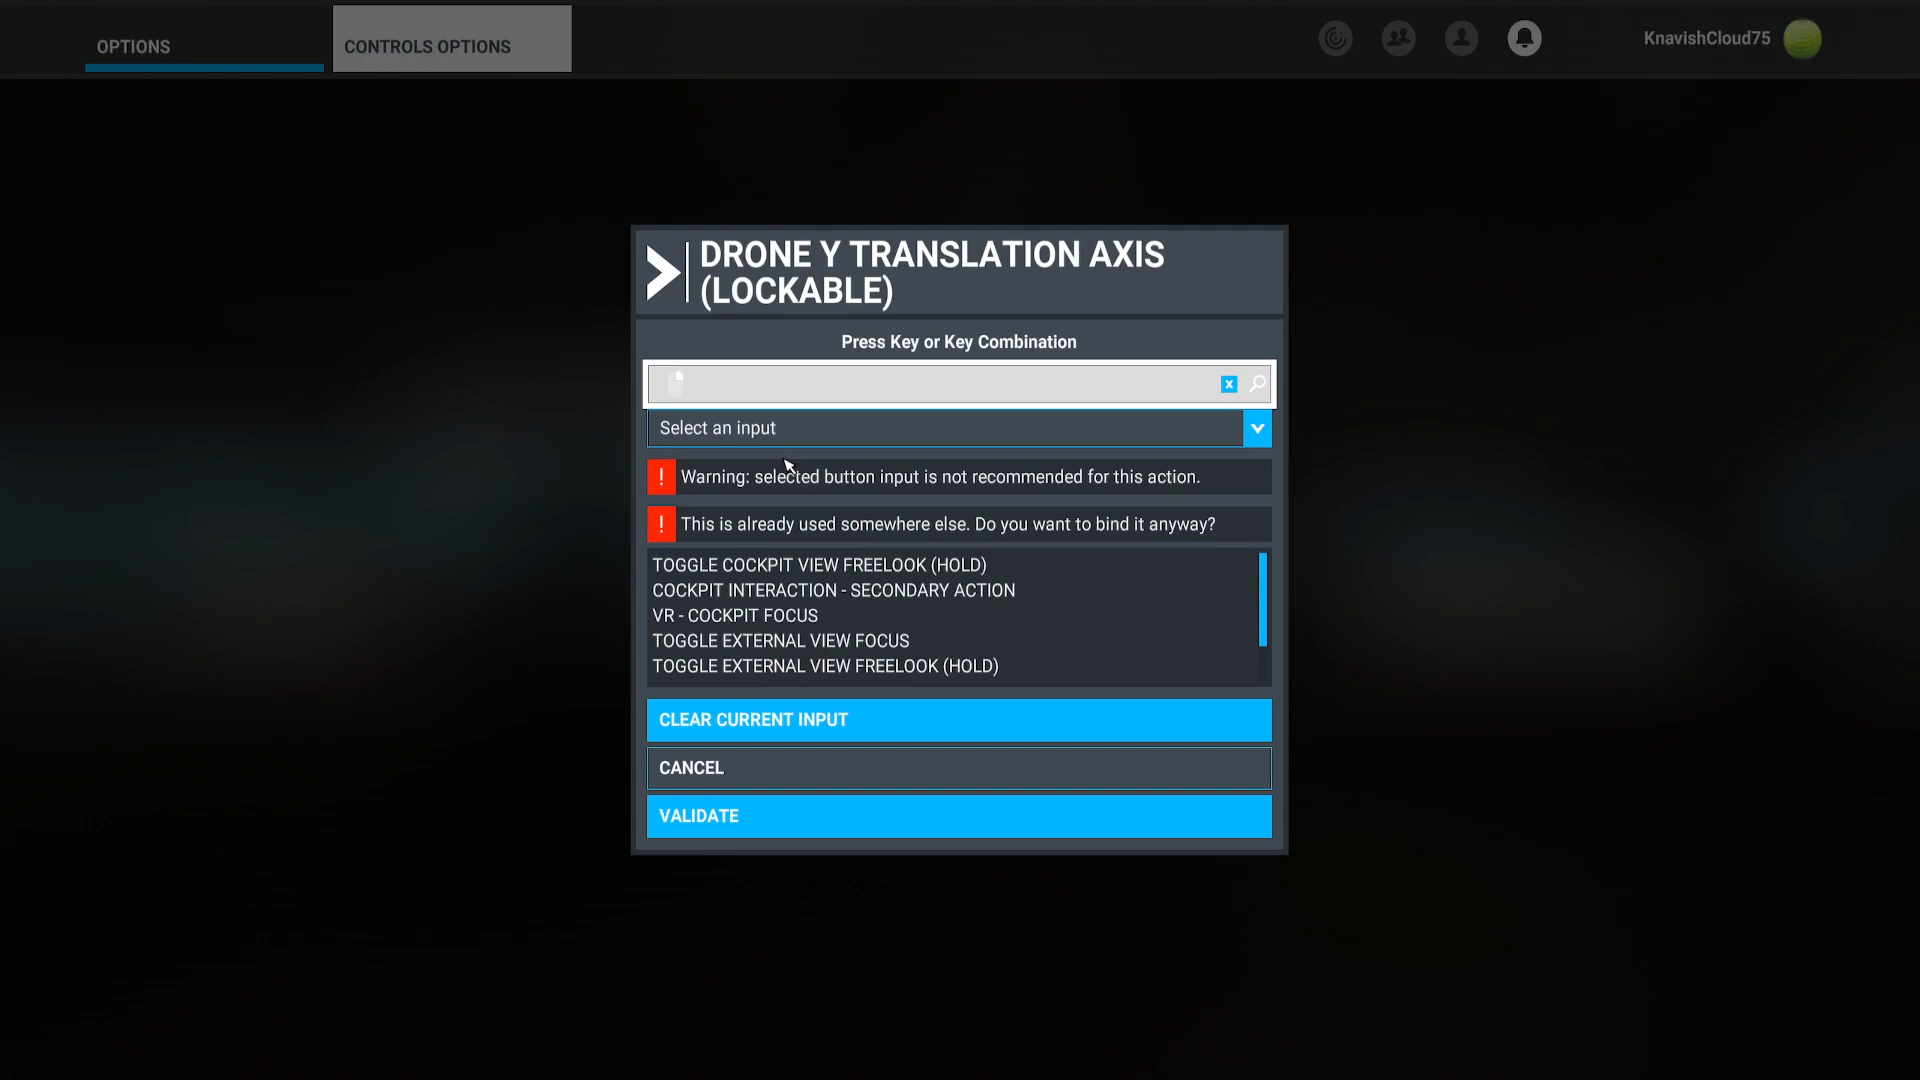 OPTIONS
CONTROLS OPTIONS
KnavishCloud75
DRONE Y TRANSLATION AXIS
(LOCKABLE)
Press Key or Key Combination
x
Select an input
! Warning: selected button input is not recommended for this action.
! This is already used somewhere else. Do you want to bind it anyway?
TOGGLE COCKPIT VIEW FREELOOK (HOLD)
COCKPIT INTERACTION - SECONDARY ACTION
VR - COCKPIT FOCUS
TOGGLE EXTERNAL VIEW FOCUS
TOGGLE EXTERNAL VIEW FREELOOK (HOLD)
CLEAR CURRENT INPUT
CANCEL
VALIDATE